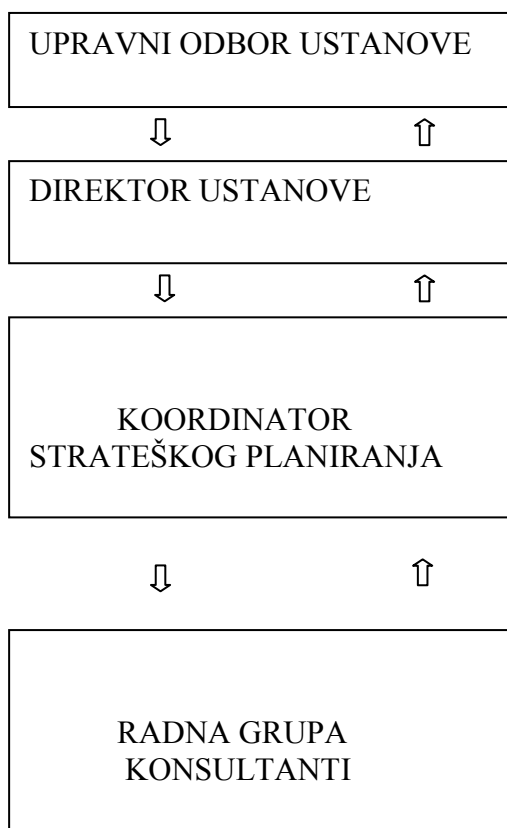 UPRAVNI ODBOR USTANOVE
DIREKTOR USTANOVE
KOORDINATOR
STRATEŠKOG PLANIRANJA
RADNA GRUPA
KONSULTANTI